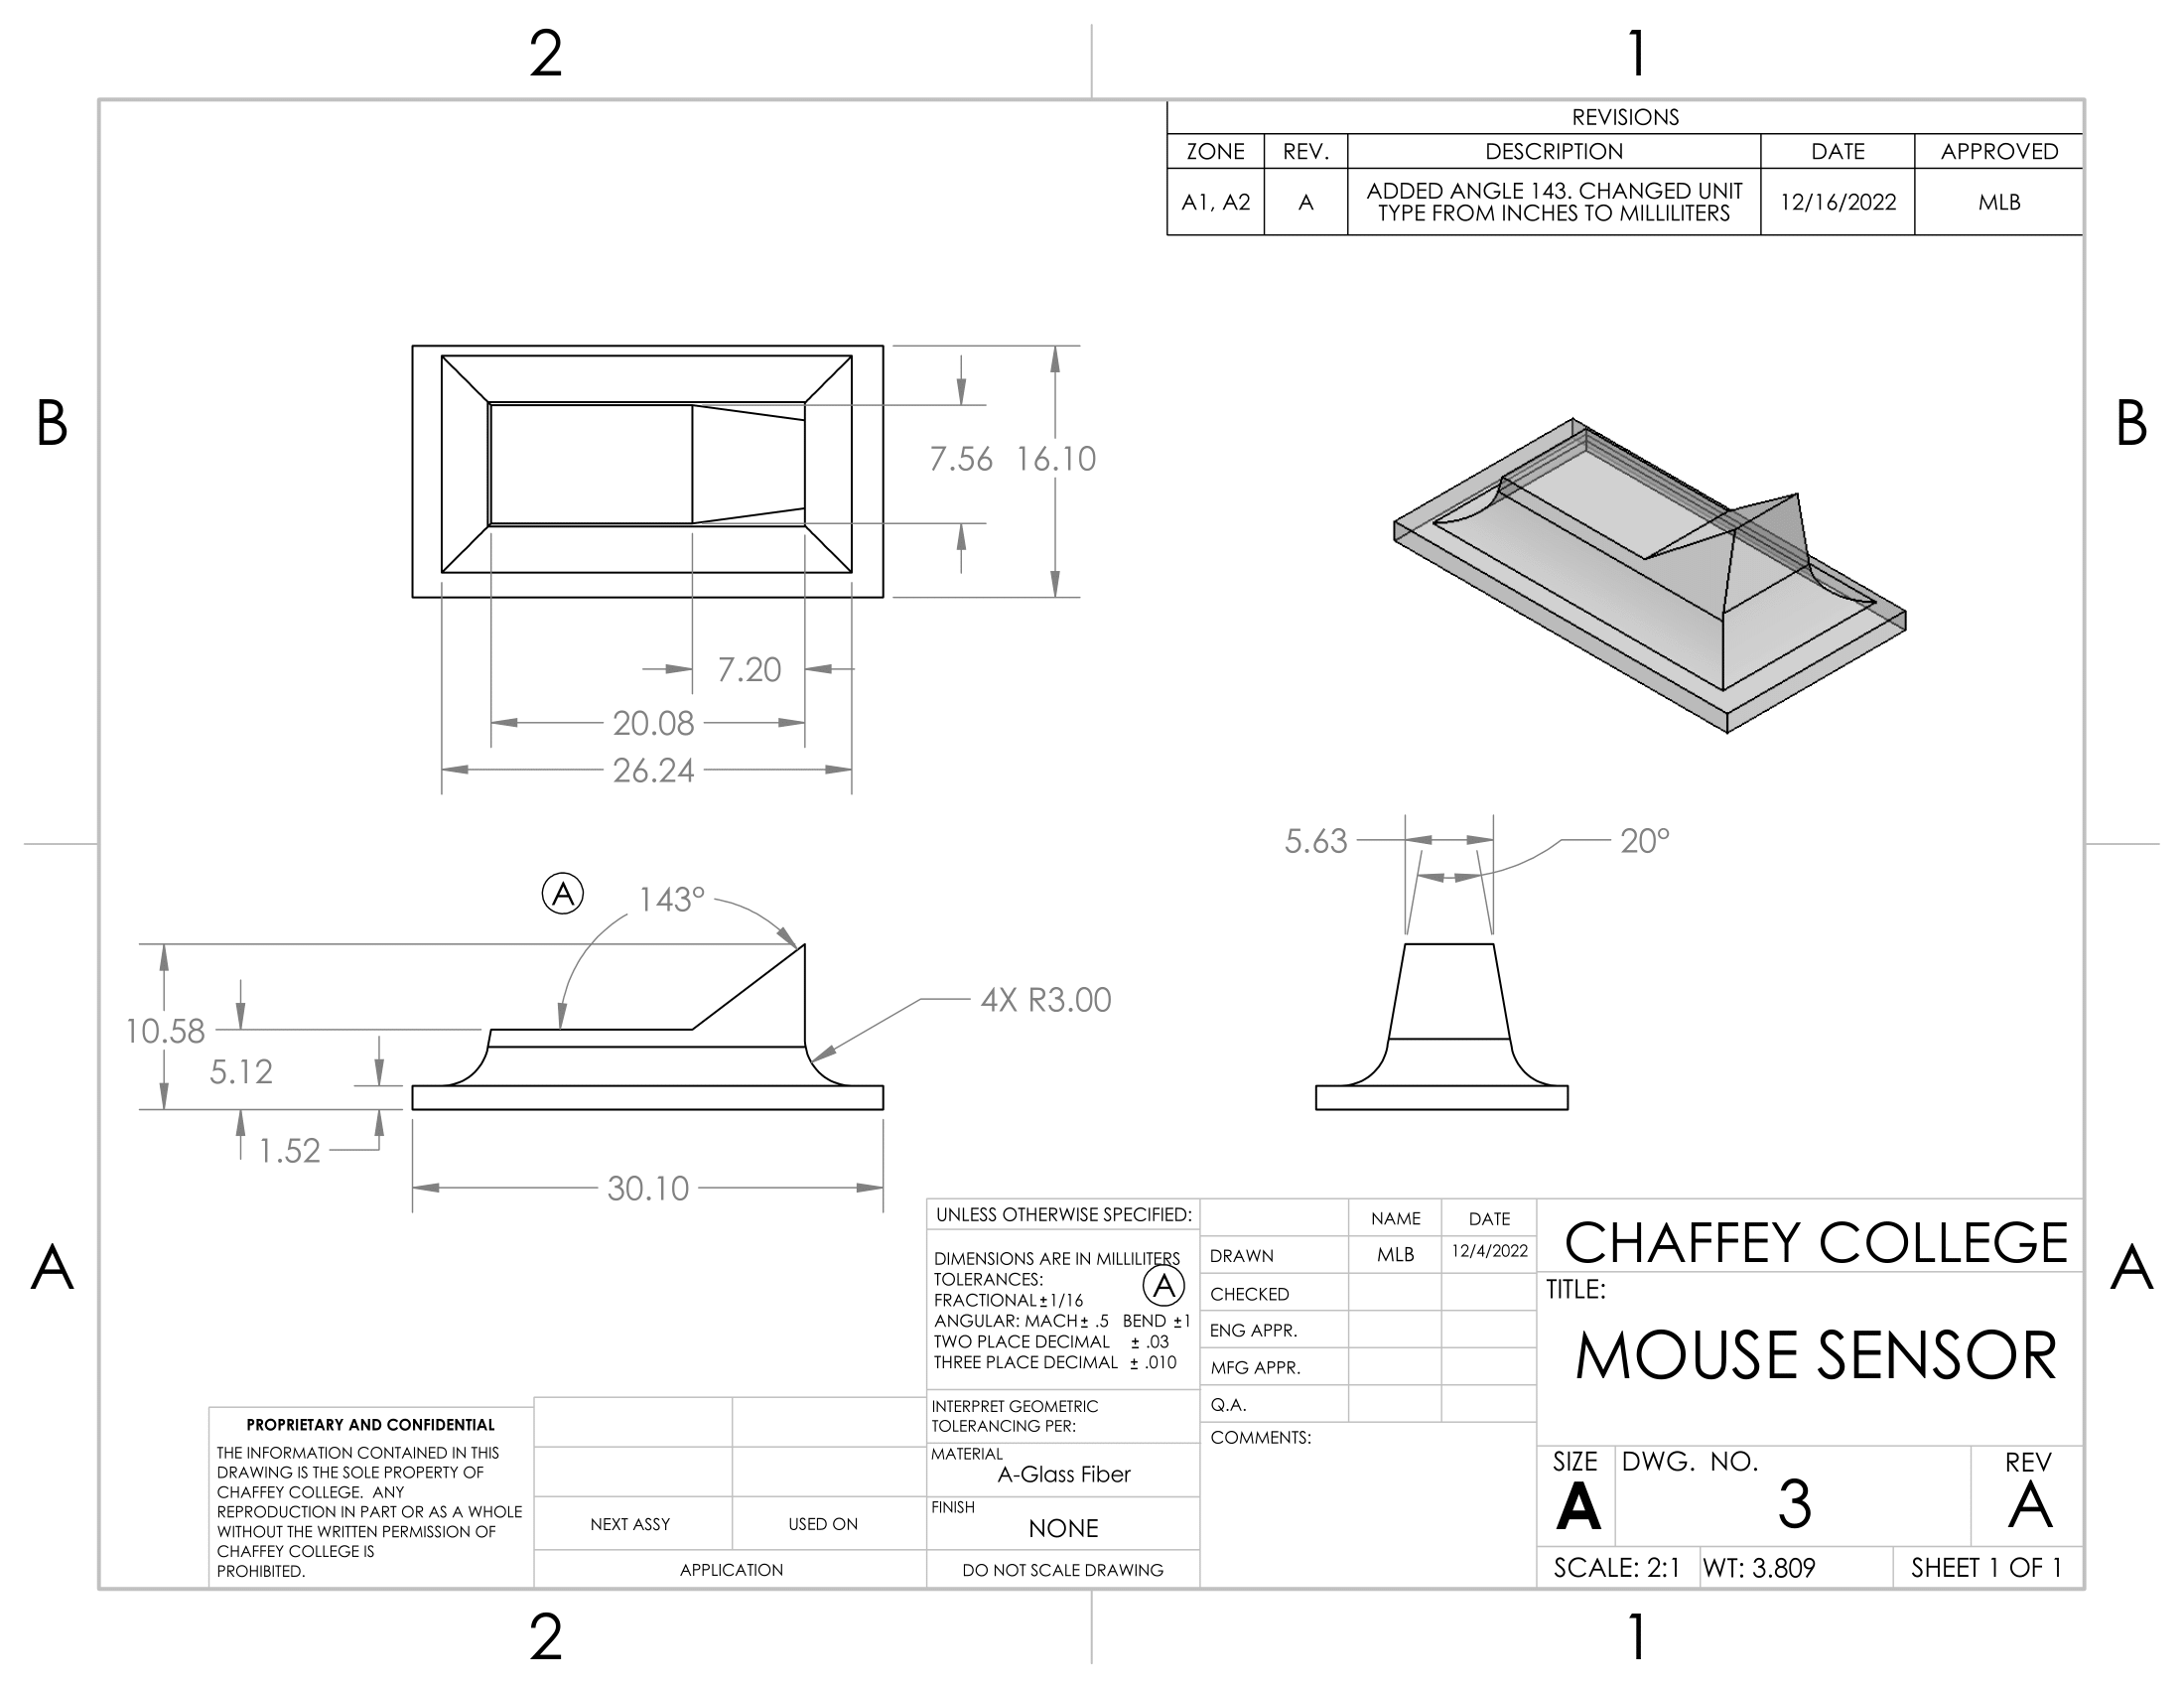 2
1
REVISIONS
ZONE REV. DESCRIPTION DATE APPROVED
A1, A2 A ADDED ANGLE 143. CHANGED UNIT TYPE FROM INCHES TO MILLILITERS 12/16/2022 MLB
B
B
7.56 16.10
7.20
20.08
26.24
5.63
20°
A
143°
4X R3.00
10.58
5.12
1.52
30.10
A
A
UNLESS OTHERWISE SPECIFIED:
DIMENSIONS ARE IN MILLILITERS
TOLERANCES:
FRACTIONAL ± 1/16
ANGULAR: MACH ± .5 BEND ±1
TWO PLACE DECIMAL ± .03
THREE PLACE DECIMAL ± .010
A
INTERPRET GEOMETRIC
TOLERANCING PER:
MATERIAL
A-Glass Fiber
FINISH
NONE
DO NOT SCALE DRAWING
NAME DATE
DRAWN MLB 12/4/2022
CHECKED
ENG APPR.
MFG APPR.
Q.A.
COMMENTS:
CHAFFEY COLLEGE
TITLE:
MOUSE SENSOR
SIZE DWG. NO. REV
A 3 A
SCALE: 2:1 WT: 3.809 SHEET 1 OF 1
PROPRIETARY AND CONFIDENTIAL
THE INFORMATION CONTAINED IN THIS
DRAWING IS THE SOLE PROPERTY OF
CHAFFEY COLLEGE. ANY
REPRODUCTION IN PART OR AS A WHOLE
WITHOUT THE WRITTEN PERMISSION OF
CHAFFEY COLLEGE IS
PROHIBITED.
NEXT ASSY USED ON
APPLICATION
2
1